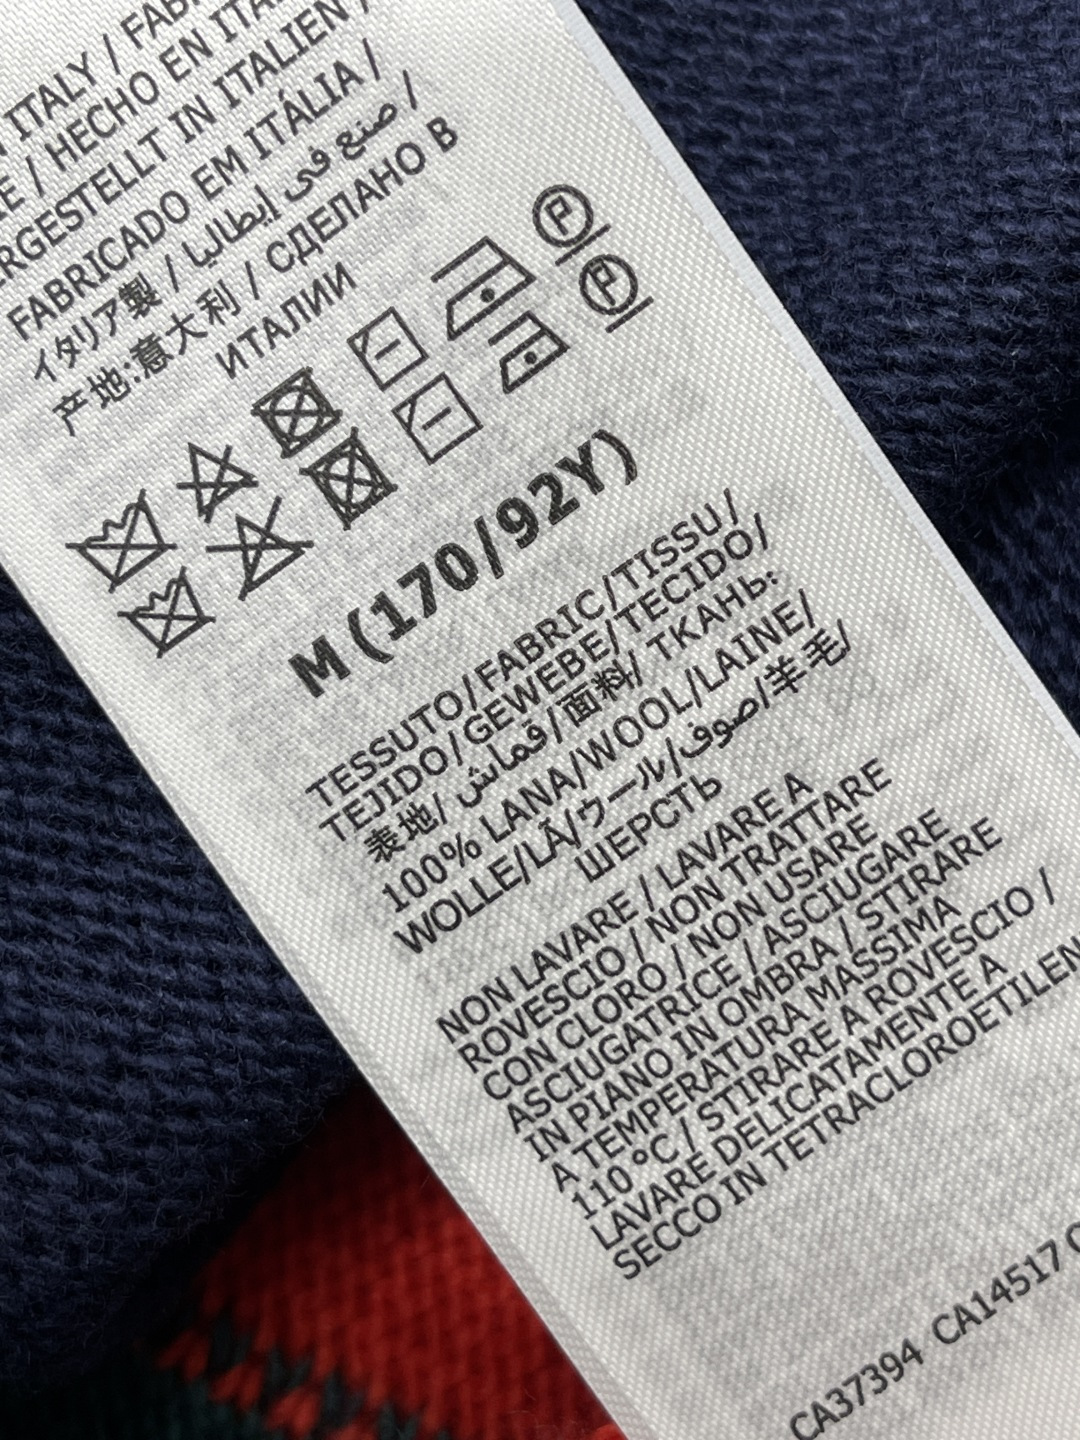 ITALY / FAB
/ HECHO EN ITA
RGESTELLT IN ITALIEN /
FABRICADO EM ITÁLIA /
イタリア製 / صنع فى إيطاليا /
产地:意大利 / СДЕЛАНО В
ИТАЛИИ
P
P
M (170/92Y)
TESSUTO/FABRIC/TISSU/
TEJIDO/GEWEBE/TECIDO/
表地/ قماش/面料/ ТКАНЬ:
100% LANA/WOOL/LAINE/
WOLLE/LÃ/ウール/صوف/羊毛/
ШЕРСТЬ
NON LAVARE / LAVARE A
ROVESCIO / NON TRATTARE
CON CLORO / NON USARE
ASCIUGATRICE / ASCIUGARE
IN PIANO IN OMBRA / STIRARE
A TEMPERATURA MASSIMA
110 °C / STIRARE A ROVESCIO /
LAVARE DELICATAMENTE A
SECCO IN TETRACLOROETILEN
CA37394 CA14517